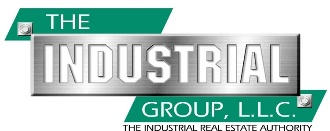 THE
INDUSTRIAL
GROUP, L.L.C.
THE INDUSTRIAL REAL ESTATE AUTHORITY